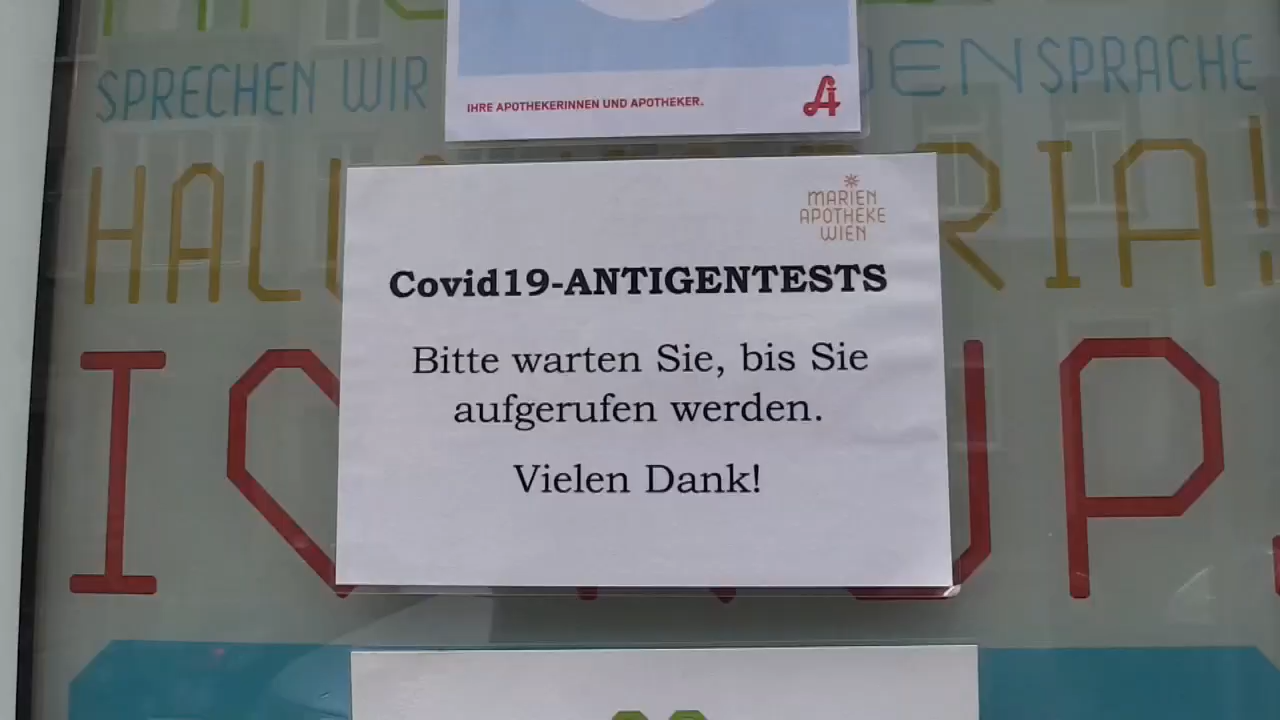 SPRECHEN WIR
SPRACHE
IHRE APOTHEKERINNEN UND APOTHEKER.
MARIEN
APOTHEKE
WIEN
Covid19-ANTIGENTESTS
Bitte warten Sie, bis Sie
aufgerufen werden.
Vielen Dank!